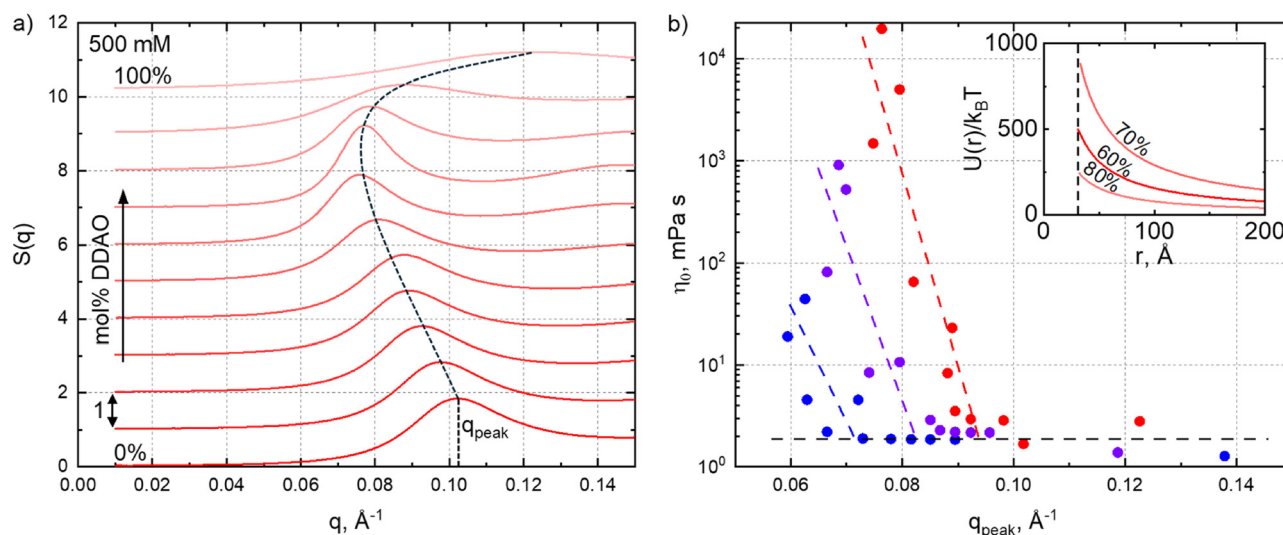 a)
500 mM
100%
mol% DDAO
1
0%
q_peak
S(q)
12
10
8
6
4
2
0
0.00 0.02 0.04 0.06 0.08 0.10 0.12 0.14
q, Å⁻¹
b)
η₀, mPa s
10⁴
10³
10²
10¹
10⁰
0.06 0.08 0.10 0.12 0.14
q_peak, Å⁻¹
U(r)/k_BT
1000
500
0
70%
60%
80%
0 100 200
r, Å